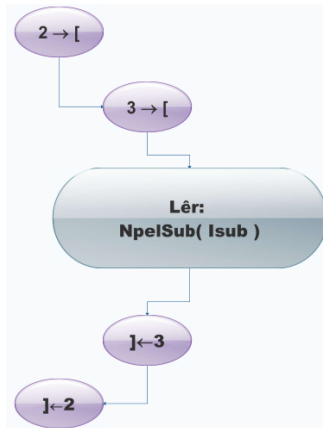 2 → [
3 → [
Lêr:
NpelSub( Isub )
]←3
]←2